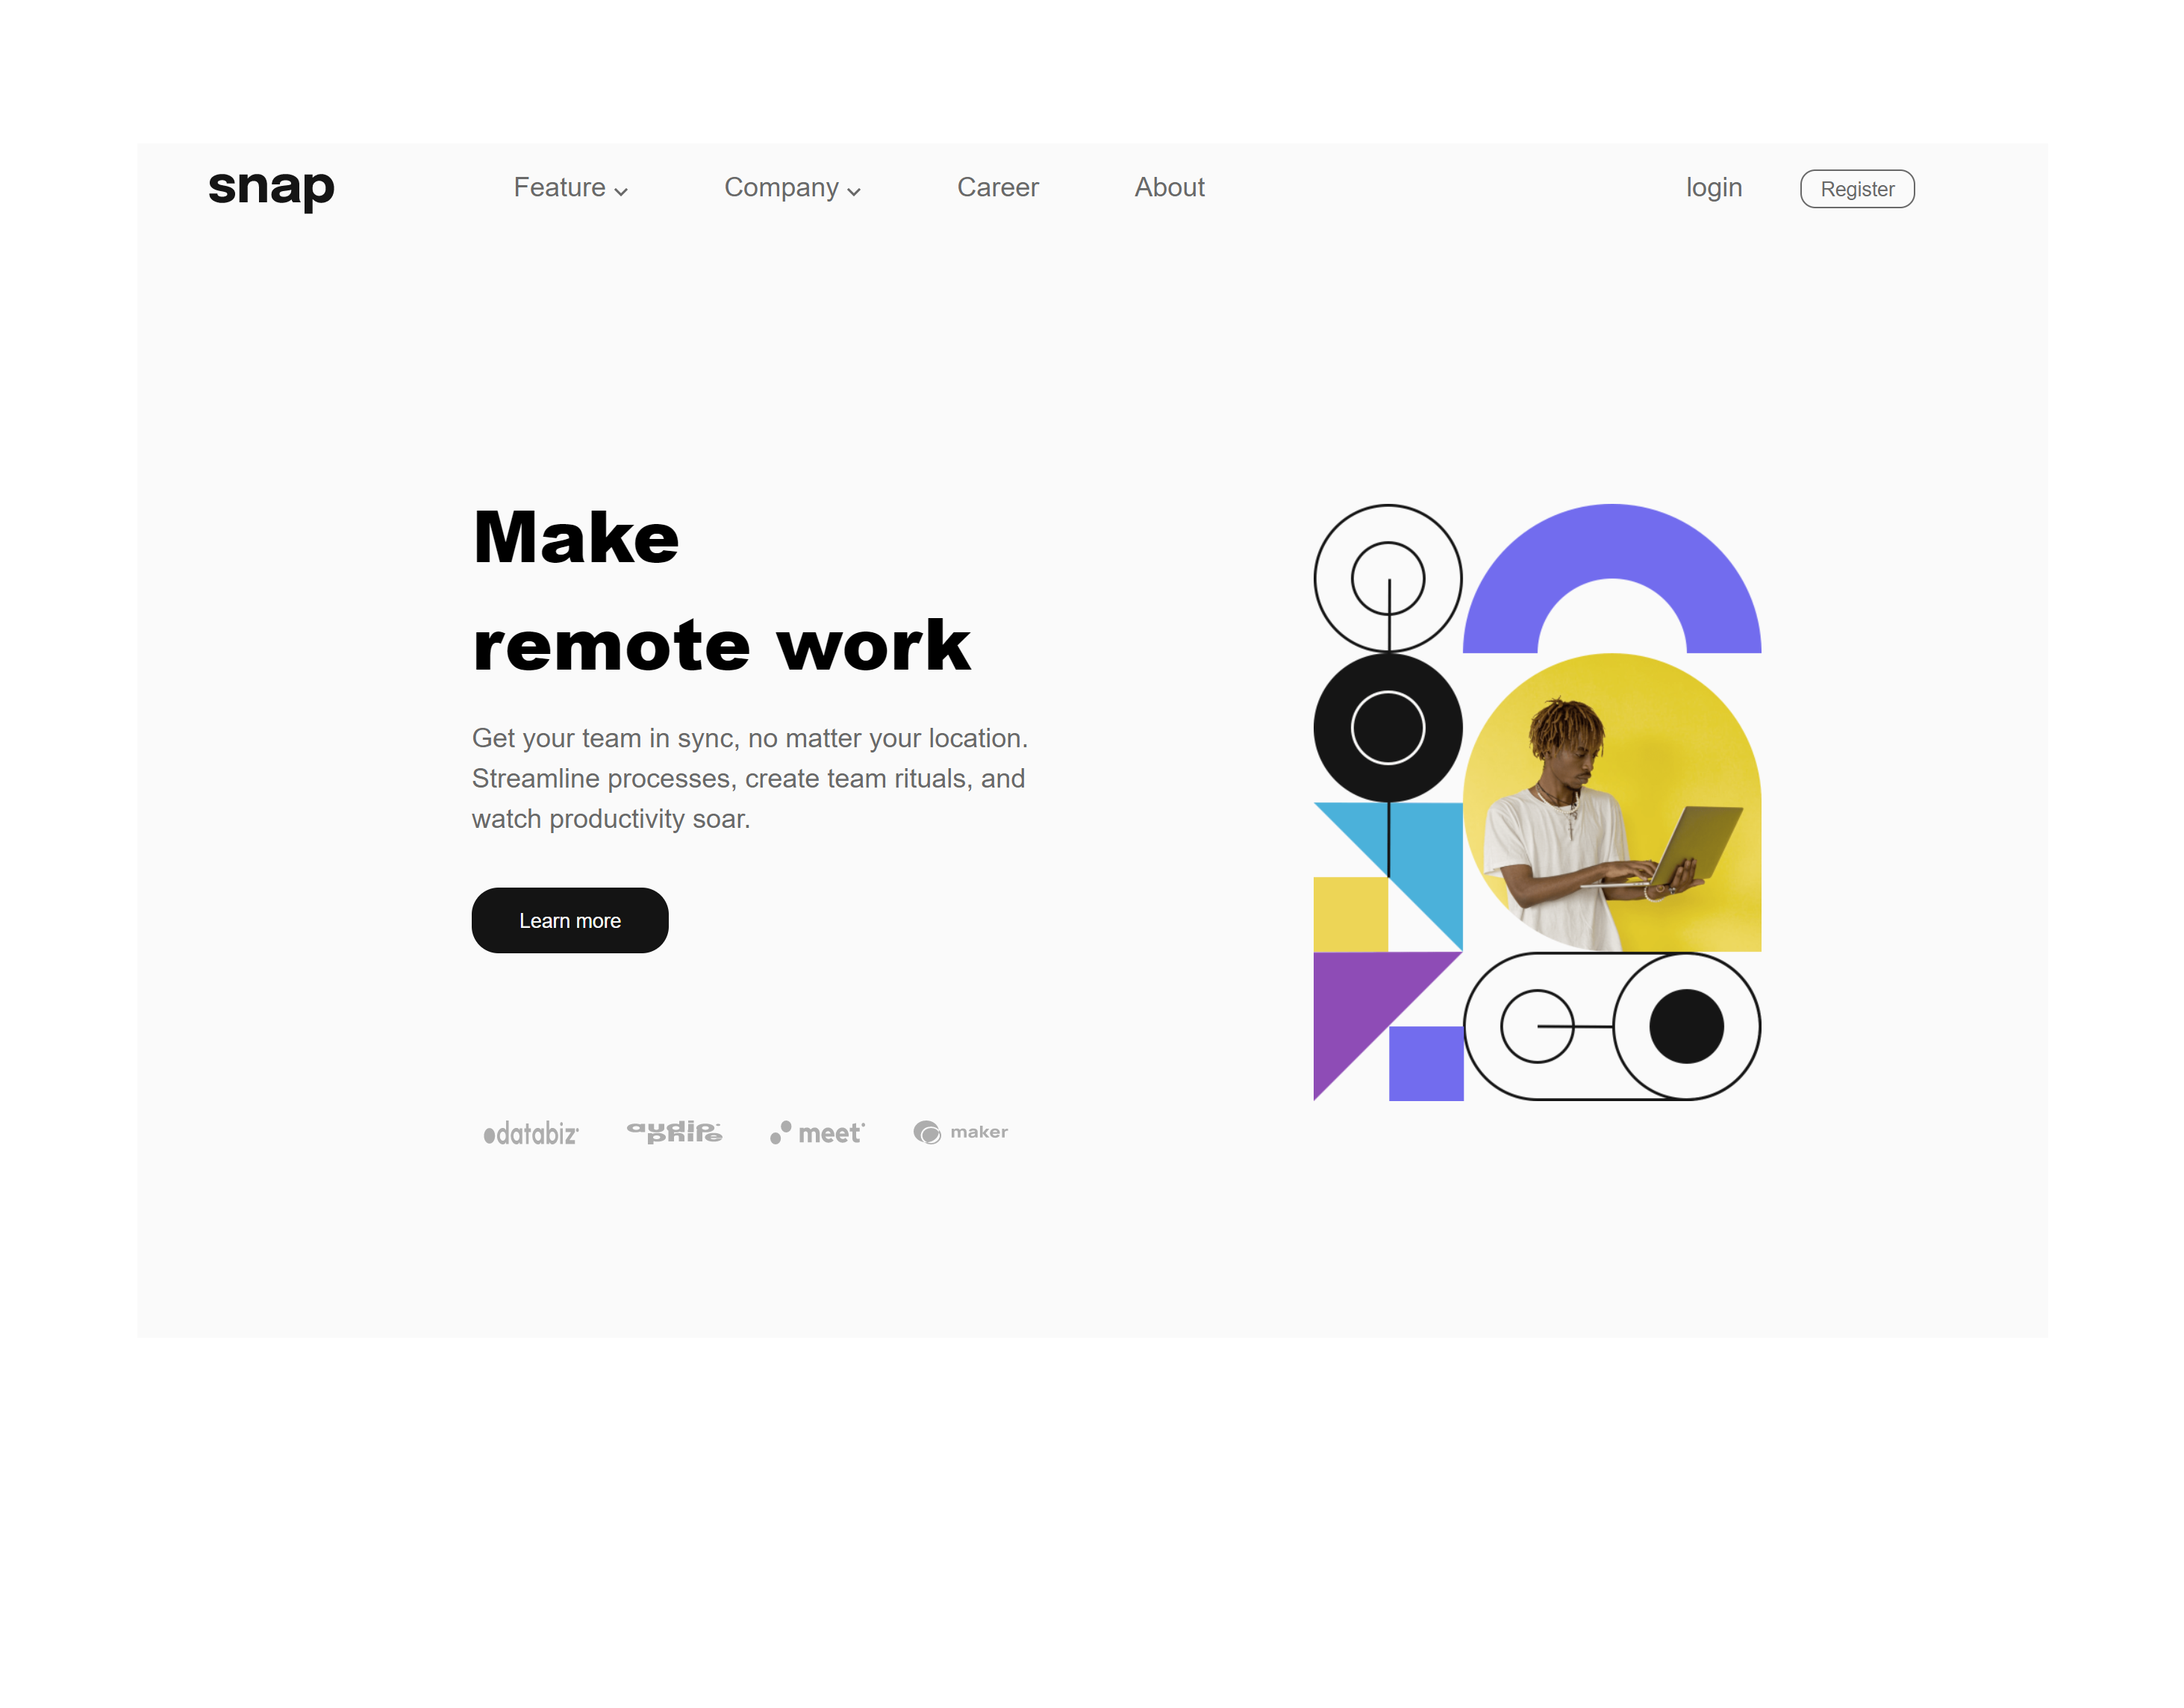 snap
Feature
Company
Career
About
login
Register
Make
remote work
Get your team in sync, no matter your location.
Streamline processes, create team rituals, and
watch productivity soar.
Learn more
databiz
audiophile
meet
maker